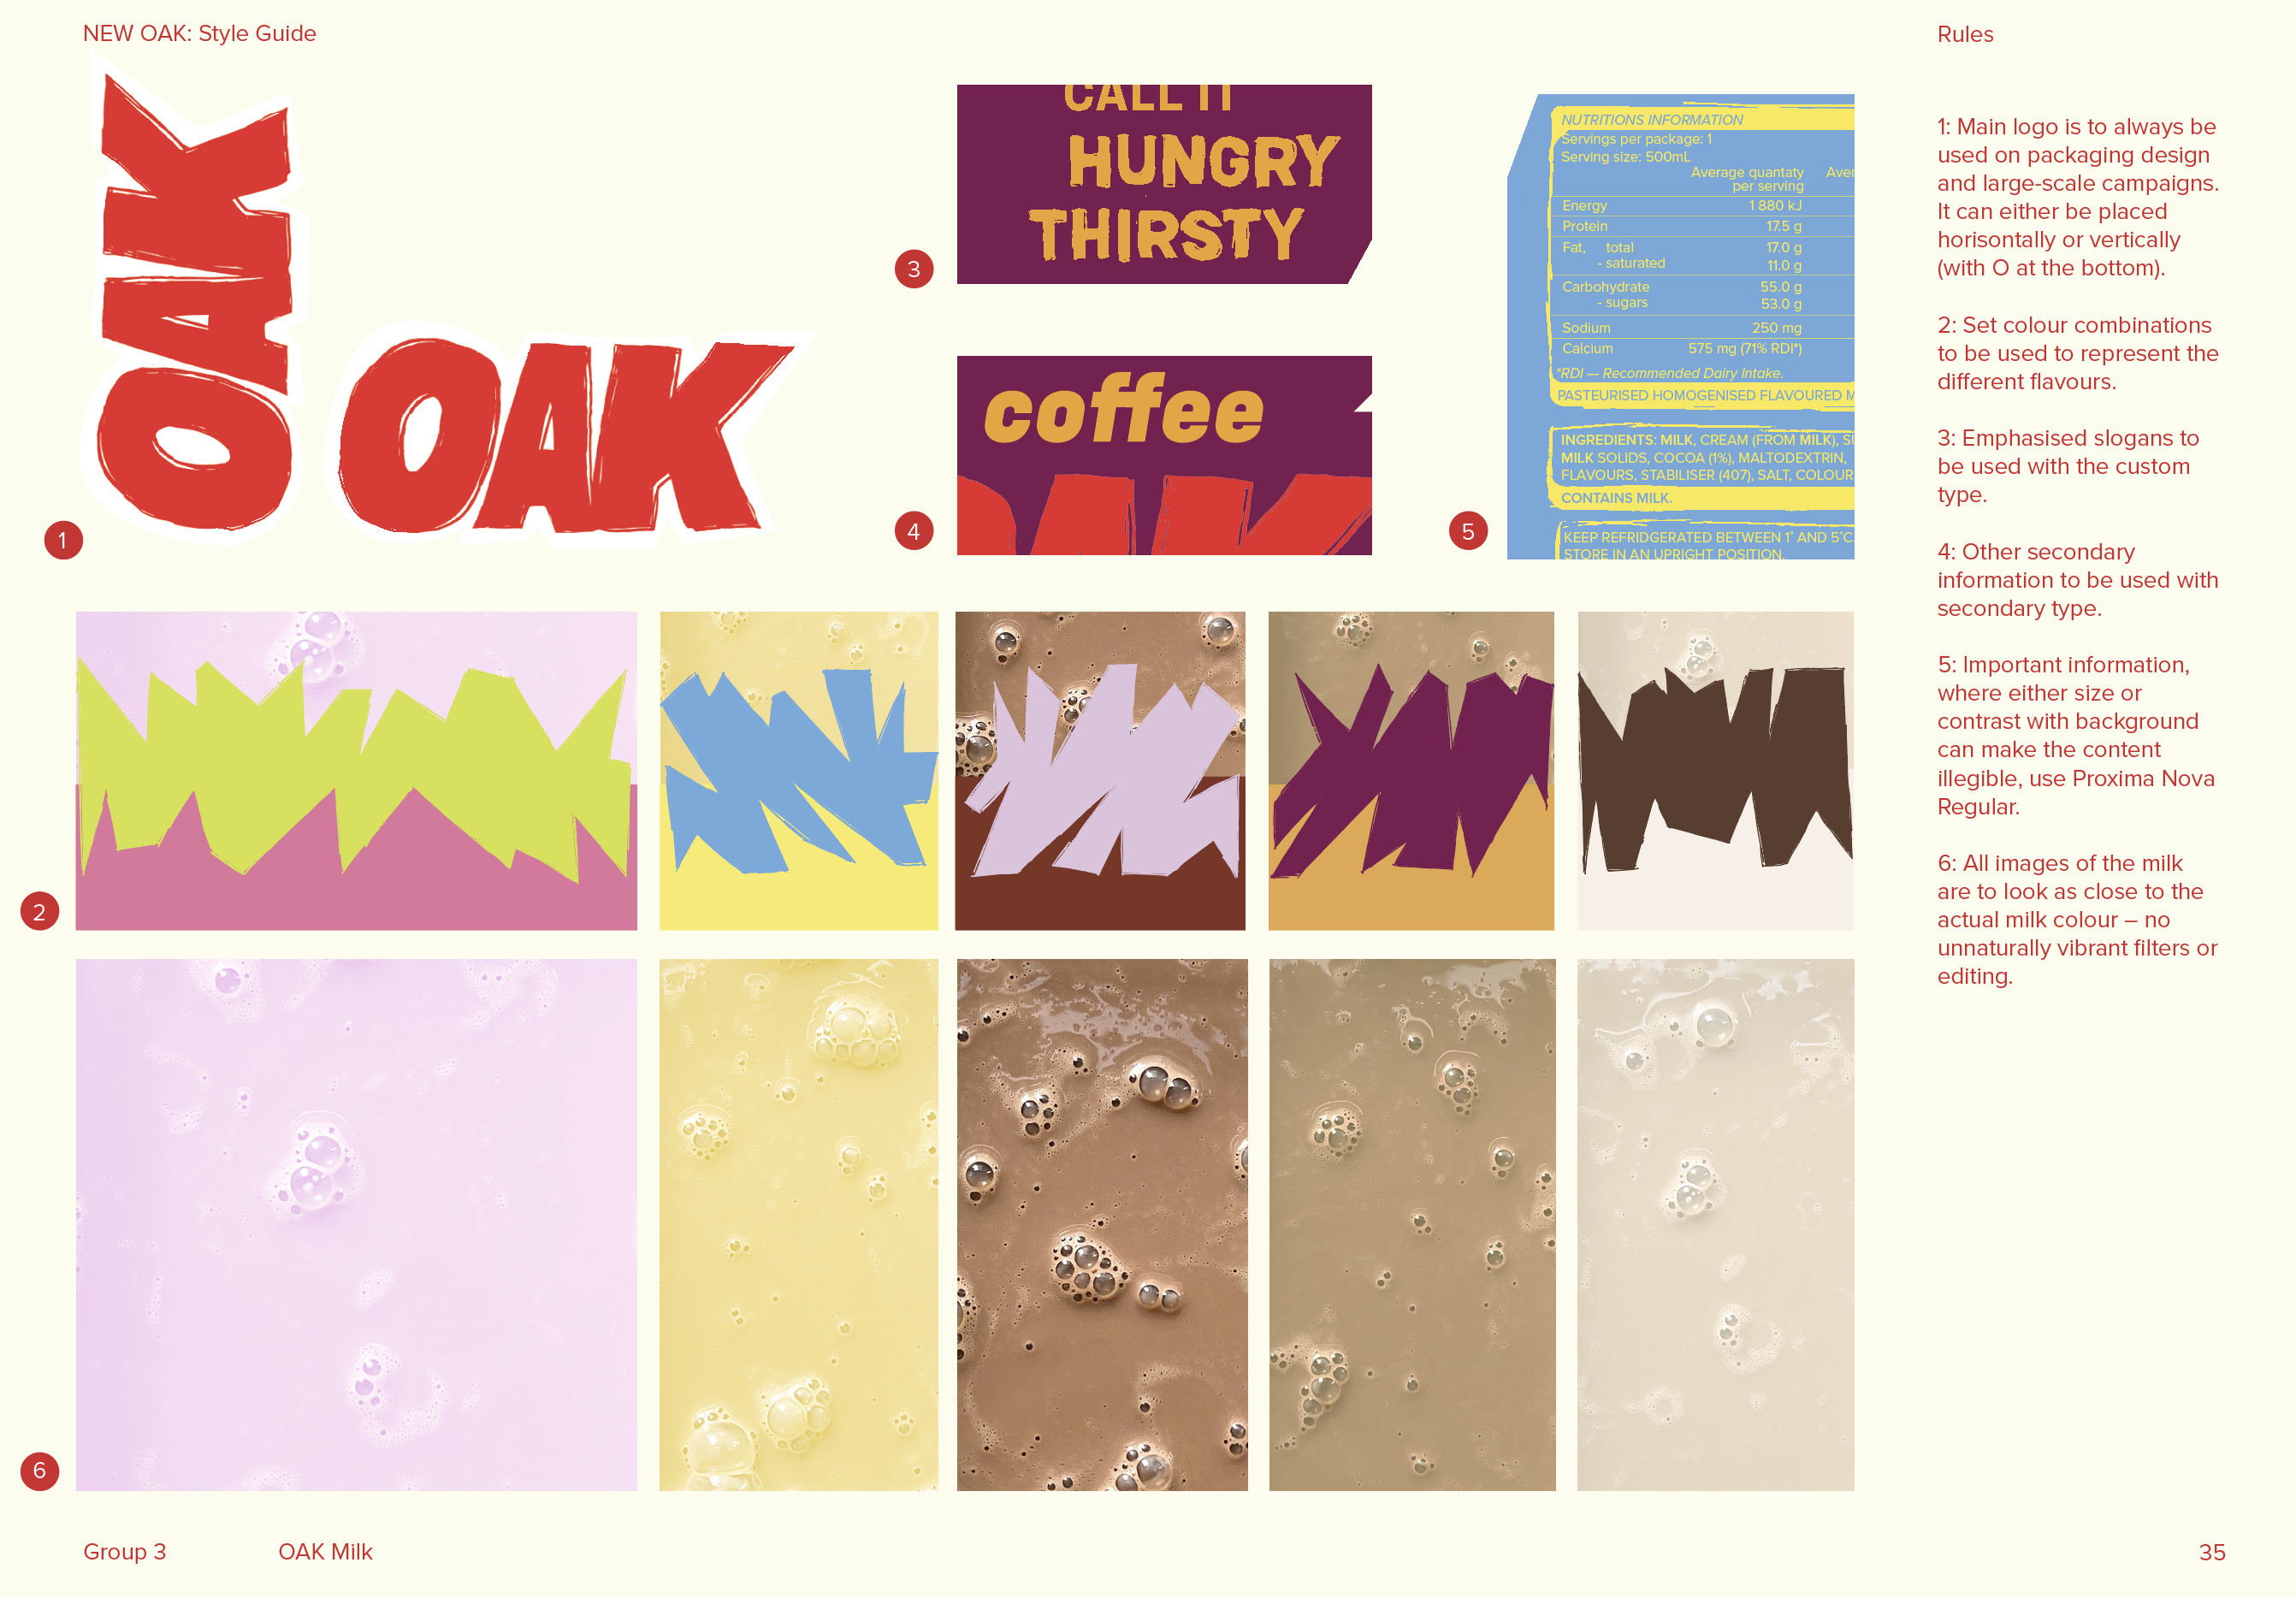 NEW OAK: Style Guide
OAK
OAK
1
CALL IT
HUNGRY
THIRSTY
3
coffee
4
NUTRITIONS INFORMATION
Servings per package: 1
Serving size: 500mL
Average quantaty
per serving
Energy 1 880 kJ
Protein 17.5 g
Fat, total 17.0 g
- saturated 11.0 g
Carbohydrate 55.0 g
- sugars 53.0 g
Sodium 250 mg
Calcium 575 mg (71% RDI*)
*RDI — Recommended Dairy Intake.
PASTEURISED HOMOGENISED FLAVOURED
INGREDIENTS: MILK, CREAM (FROM MILK),
MILK SOLIDS, COCOA (1%), MALTODEXTRIN,
FLAVOURS, STABILISER (407), SALT, COLOUR
CONTAINS MILK.
KEEP REFRIDGERATED BETWEEN 1° AND 5°C.
STORE IN AN UPRIGHT POSITION.
5
2
6
Rules
1: Main logo is to always be
used on packaging design
and large-scale campaigns.
It can either be placed
horisontally or vertically
(with O at the bottom).
2: Set colour combinations
to be used to represent the
different flavours.
3: Emphasised slogans to
be used with the custom
type.
4: Other secondary
information to be used with
secondary type.
5: Important information,
where either size or
contrast with background
can make the content
illegible, use Proxima Nova
Regular.
6: All images of the milk
are to look as close to the
actual milk colour – no
unnaturally vibrant filters or
editing.
Group 3
OAK Milk
35